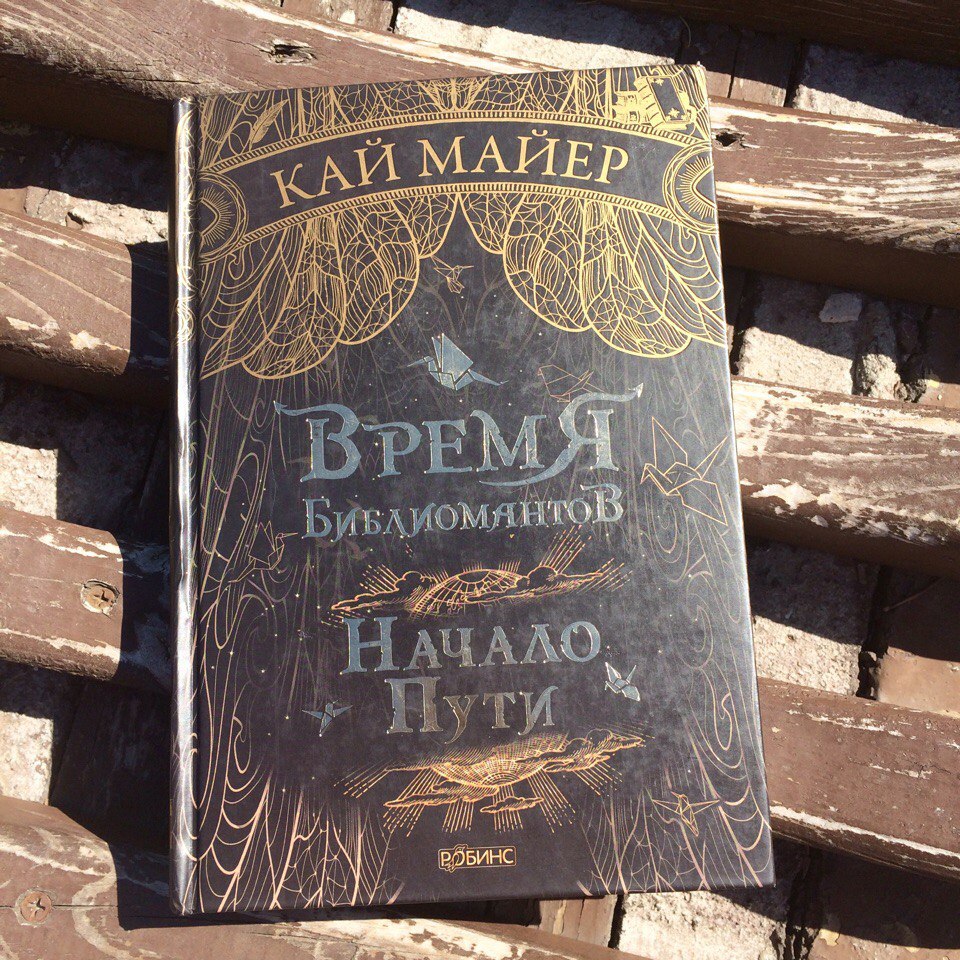 КАЙ МАЙЕР
ВРЕМЯ
БИБЛИОМАНТОВ
НАЧАЛО
ПУТИ
РОБИНС